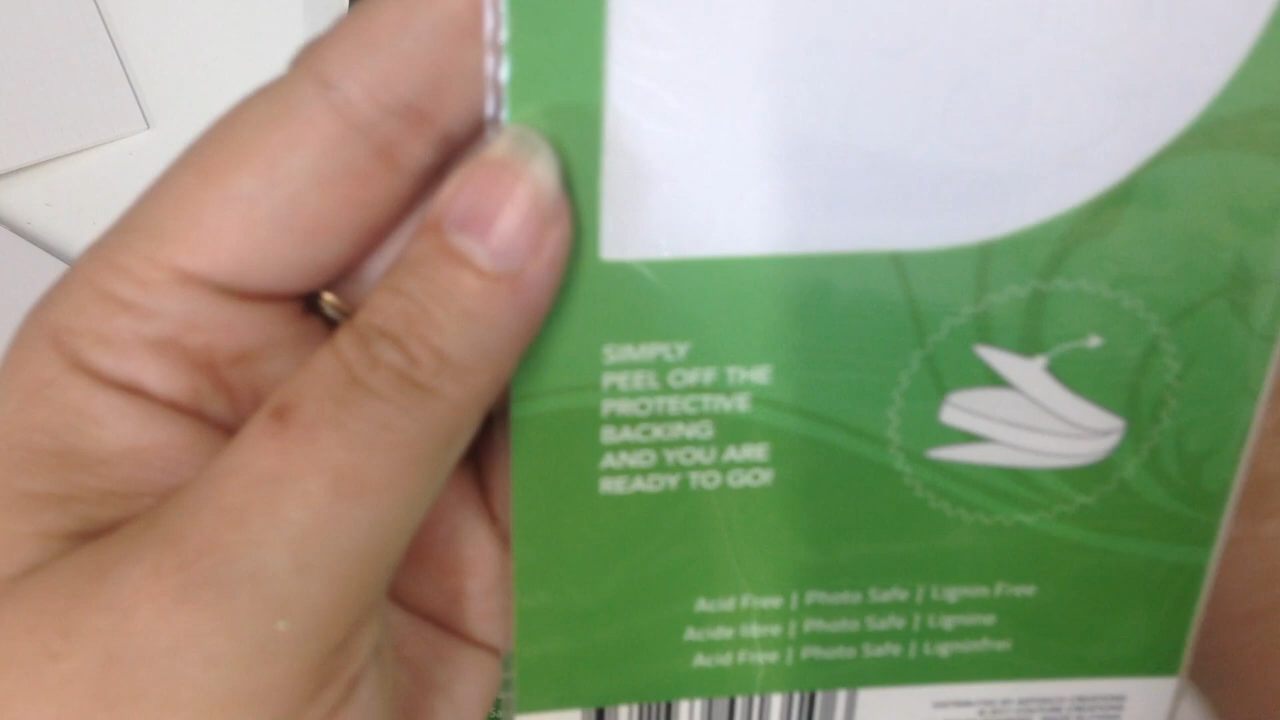 SIMPLY
PEEL OFF THE
PROTECTIVE
BACKING
AND YOU ARE
READY TO GO!
Acid Free | Photo Safe | Lignin Free
Acide libre | Photo Safe | Lignine
Acid Free | Photo Safe | Ligninfrei